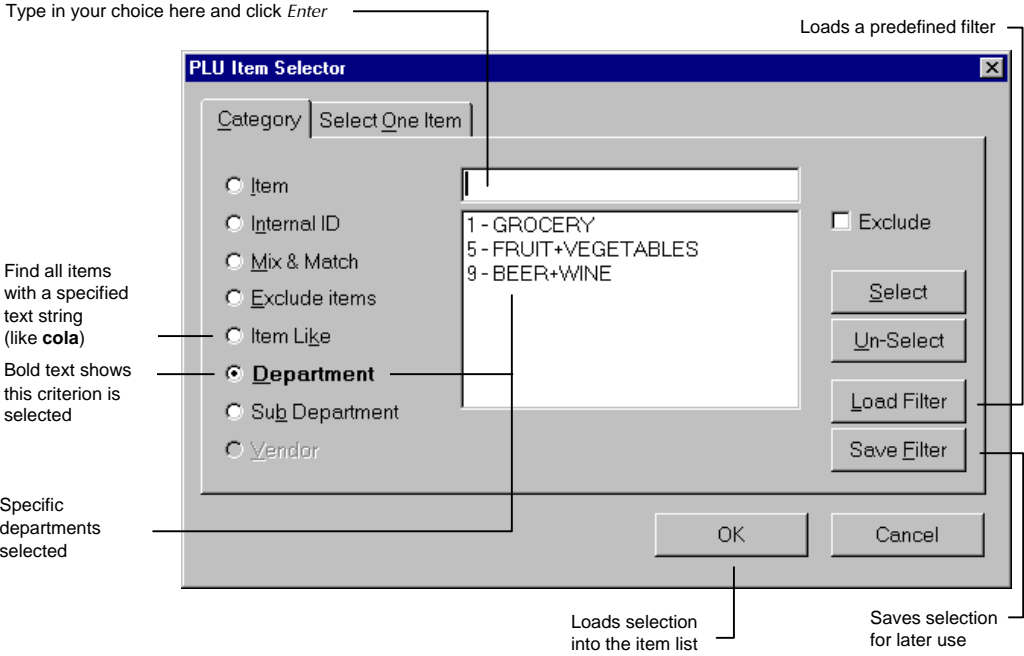 Type in your choice here and click Enter
Loads a predefined filter
PLU Item Selector
Category
Select One Item
Item
Internal ID
Mix & Match
Exclude items
Item Like
Department
Sub Department
Vendor
1 - GROCERY
5 - FRUIT+VEGETABLES
9 - BEER+WINE
Exclude
Select
Un-Select
Load Filter
Save Filter
OK
Cancel
Find all items
with a specified
text string
(like cola)
Bold text shows
this criterion is
selected
Specific
departments
selected
Loads selection
into the item list
Saves selection
for later use